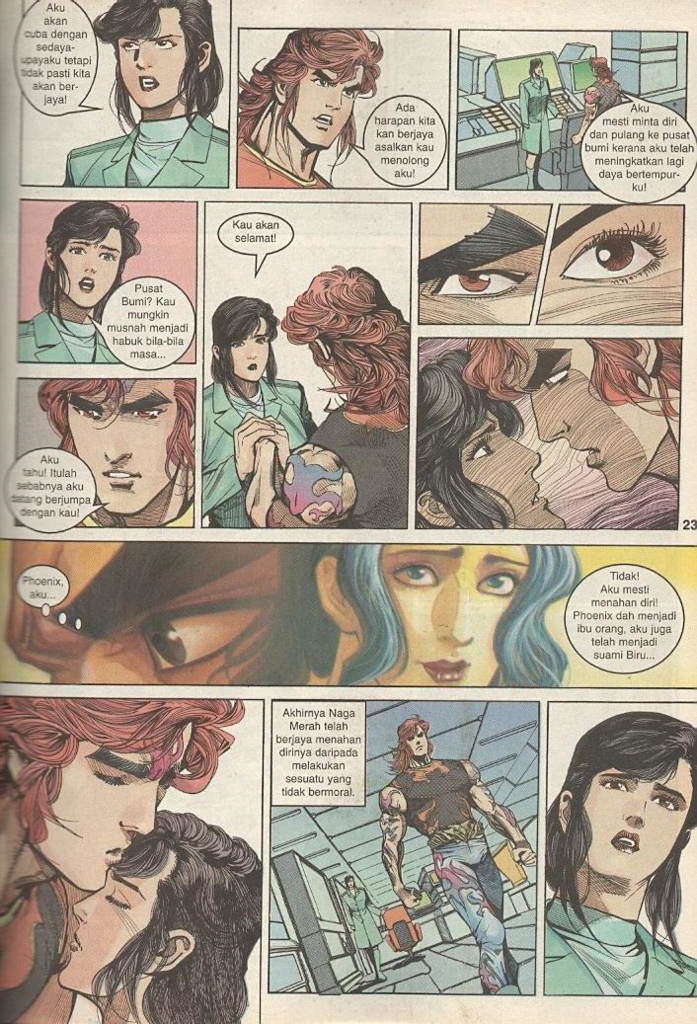 Aku
akan
cuba dengan
sedaya-
upayaku tetapi
tidak pasti kita
akan ber-
jaya!
Ada
harapan kita
kan berjaya
asalkan kau
menolong
aku!
Aku
mesti minta diri
dan pulang ke pusat
bumi kerana aku telah
meningkatkan lagi
daya bertempur-
ku!
Pusat
Bumi? Kau
mungkin
musnah menjadi
habuk bila-bila
masa...
Kau akan
selamat!
Aku
tahu! Itulah
sebabnya aku
datang berjumpa
dengan kau!
23
Phoenix,
aku...
Tidak!
Aku mesti
menahan diri!
Phoenix dah menjadi
ibu orang, aku juga
telah menjadi
suami Biru...
Akhirnya Naga
Merah telah
berjaya menahan
dirinya daripada
melakukan
sesuatu yang
tidak bermoral.